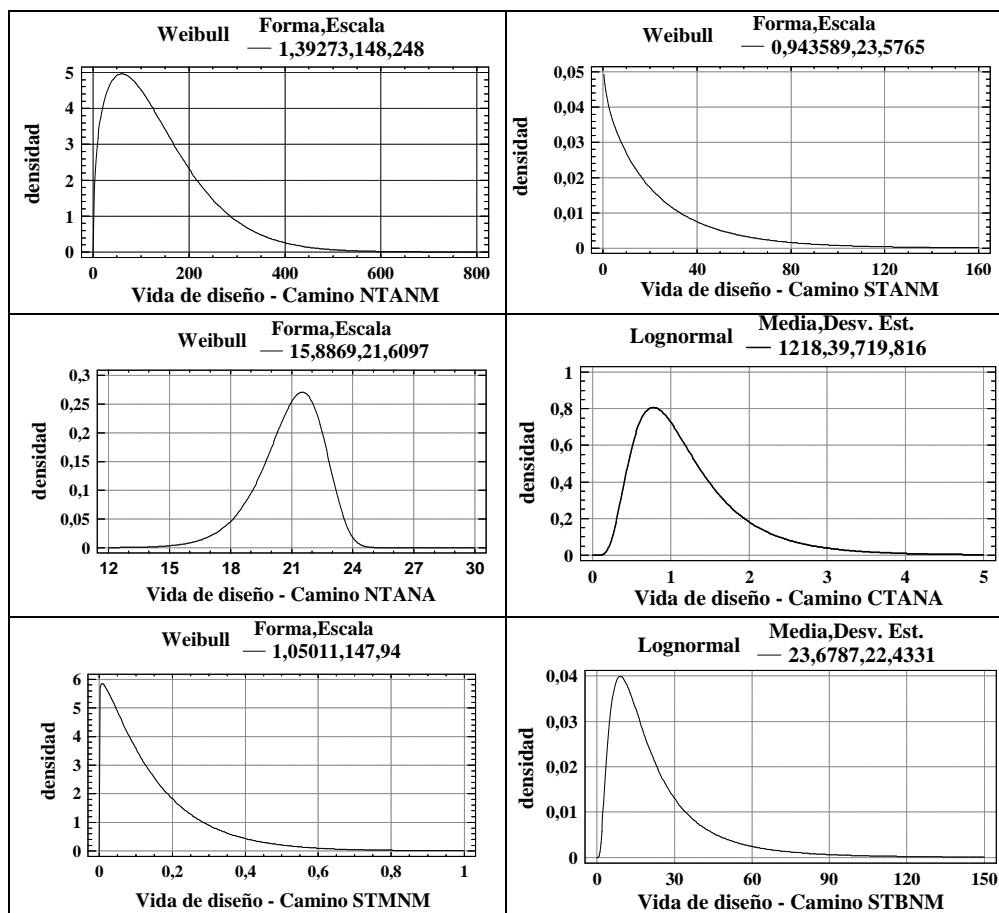 Weibull
Forma,Escala
1,39273,148,248
densidad
5
4
3
2
1
0
0 200 400 600 800
Vida de diseño - Camino NTANM
Weibull
Forma,Escala
0,943589,23,5765
densidad
0,05
0,04
0,03
0,02
0,01
0
0 40 80 120 160
Vida de diseño - Camino STANM
Weibull
Forma,Escala
15,8869,21,6097
densidad
0,3
0,25
0,2
0,15
0,1
0,05
0
12 15 18 21 24 27 30
Vida de diseño - Camino NTANA
Lognormal
Media,Desv. Est.
1218,39,719,816
densidad
1
0,8
0,6
0,4
0,2
0
0 1 2 3 4 5
Vida de diseño - Camino CTANA
Weibull
Forma,Escala
1,05011,147,94
densidad
6
5
4
3
2
1
0
0 0,2 0,4 0,6 0,8 1
Vida de diseño - Camino STMNM
Lognormal
Media,Desv. Est.
23,6787,22,4331
densidad
0,04
0,03
0,02
0,01
0
0 30 60 90 120 150
Vida de diseño - Camino STBNM